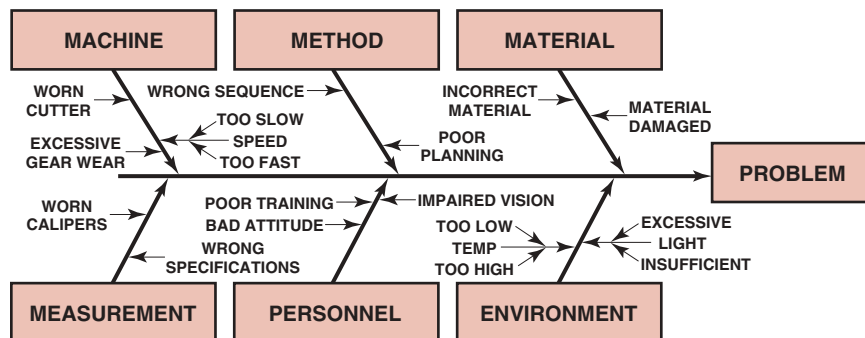 MACHINE
METHOD
MATERIAL
WORN
CUTTER
EXCESSIVE
GEAR WEAR
TOO SLOW
SPEED
TOO FAST
WRONG SEQUENCE
POOR
PLANNING
INCORRECT
MATERIAL
MATERIAL
DAMAGED
PROBLEM
WORN
CALIPERS
WRONG
SPECIFICATIONS
POOR TRAINING
BAD ATTITUDE
IMPAIRED VISION
TOO LOW
TEMP
TOO HIGH
EXCESSIVE
LIGHT
INSUFFICIENT
MEASUREMENT
PERSONNEL
ENVIRONMENT